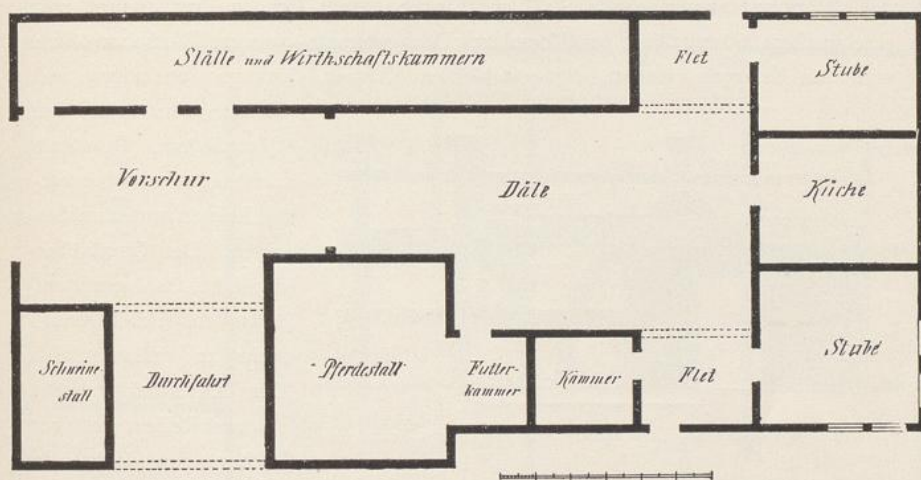 Ställe und Wirthschaftskammern
Flet
Stube
Vorschur
Däle
Küche
Schweine-
stall
Durchfahrt
Pferdestall
Futter-
kammer
Kammer
Flet
Stube